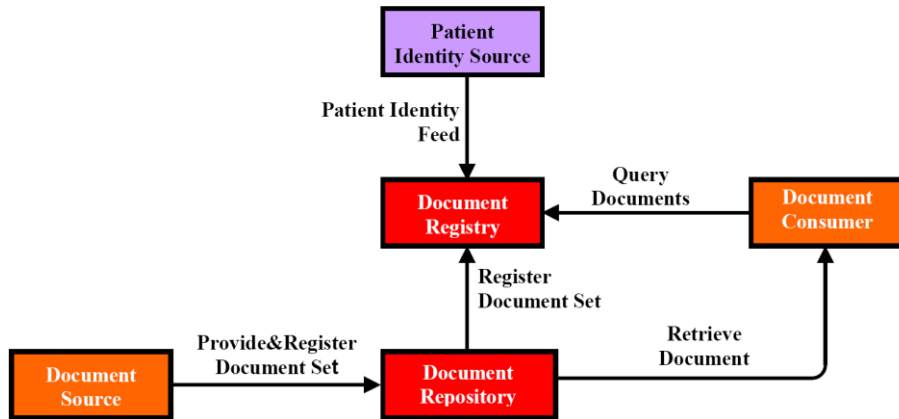 Patient
Identity Source
Patient Identity
Feed
Document
Registry
Query
Documents
Document
Consumer
Register
Document Set
Provide&Register
Document Set
Retrieve
Document
Document
Source
Document
Repository